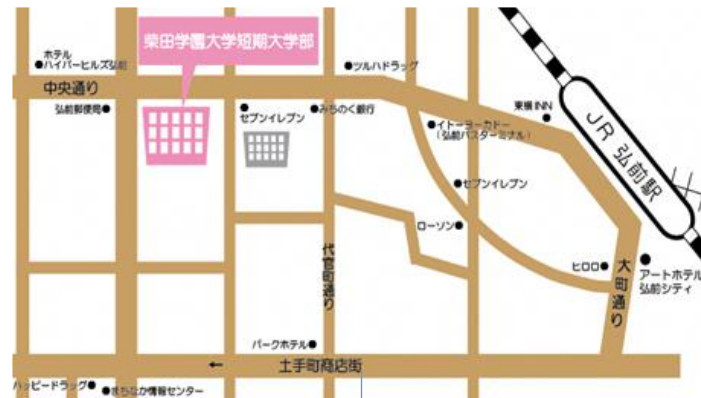 柴田学園大学短期大学部
ホテル
ハイパーヒルズ弘前
ツルハドラッグ
中央通り
弘前郵便局
セブンイレブン
みちのく銀行
東横INN
イトーヨーカドー
(弘前バスターミナル)
JR 弘前駅
セブンイレブン
ローソン
代官町通り
ヒロロ
大町通り
アートホテル
弘前シティ
パークホテル
←
土手町商店街
ハッピードラッグ
まちなか情報センター